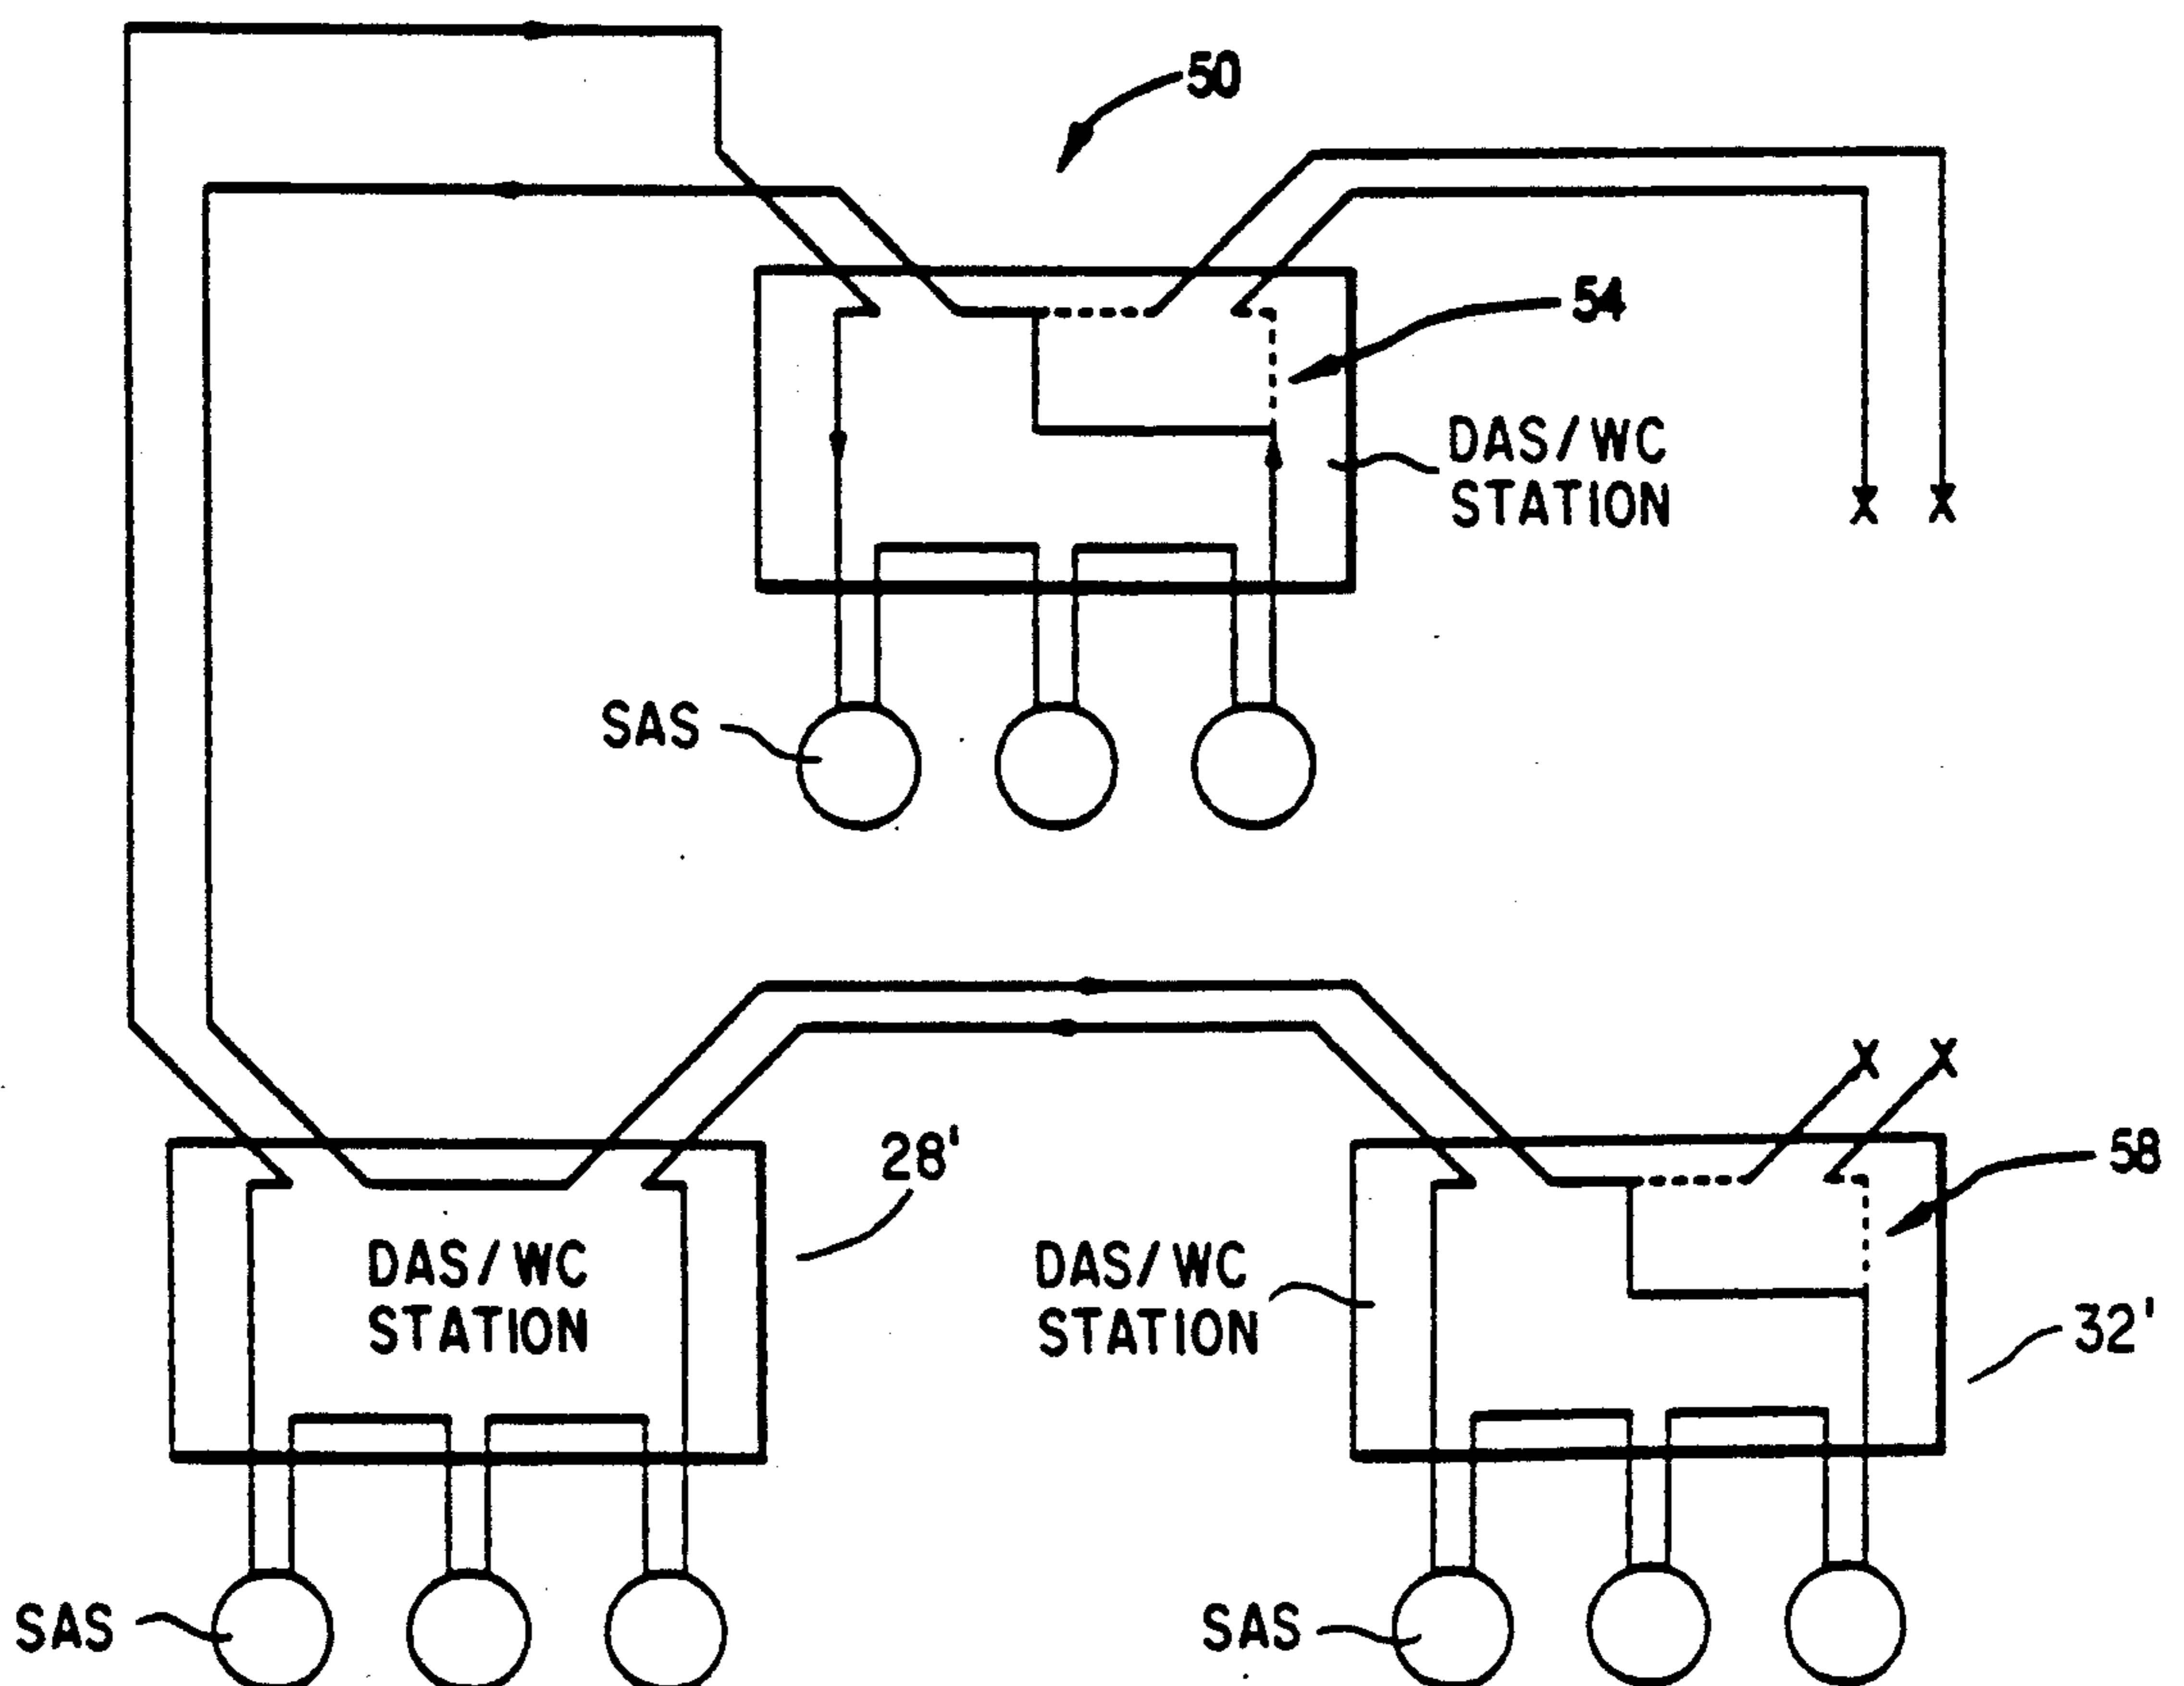 50
54
DAS/WC
STATION
X X
SAS
X X
28'
58
DAS/WC
STATION
DAS/WC
STATION
32'
SAS
SAS